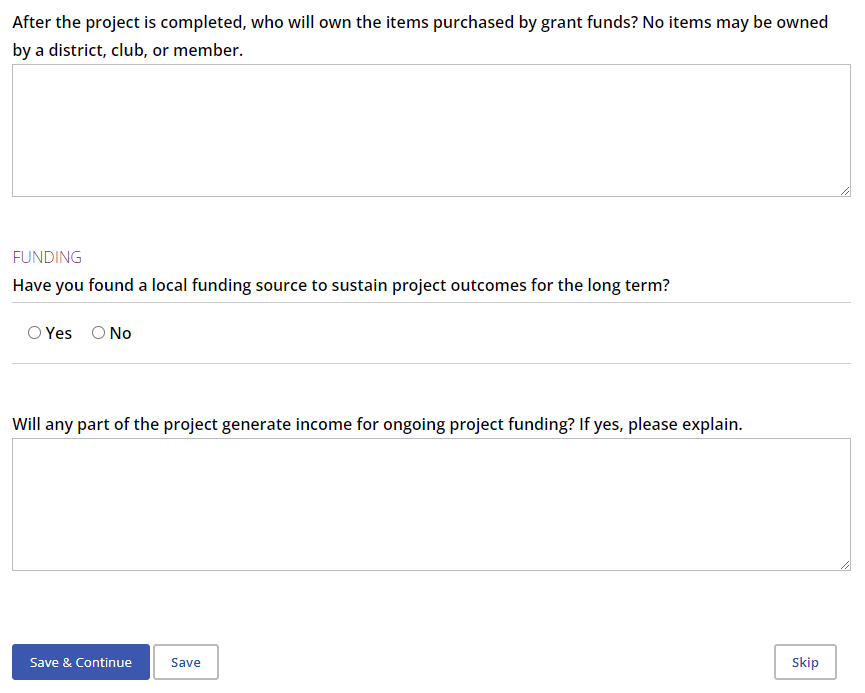 After the project is completed, who will own the items purchased by grant funds? No items may be owned
by a district, club, or member.
FUNDING
Have you found a local funding source to sustain project outcomes for the long term?
Yes No
Will any part of the project generate income for ongoing project funding? If yes, please explain.
Save & Continue Save Skip